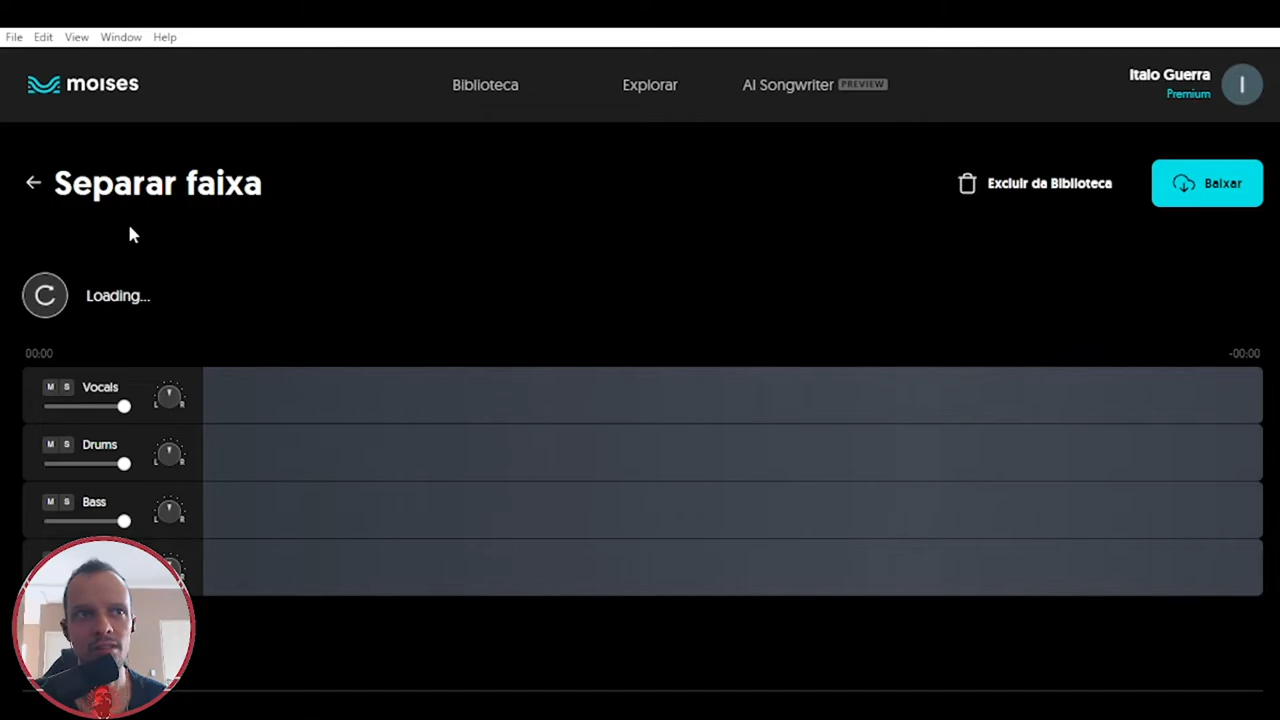 File Edit View Window Help
moises
Biblioteca Explorar AI Songwriter PREVIEW
Italo Guerra
Premium
I
Separar faixa
Excluir da Biblioteca
Baixar
Loading...
00:00 -00:00
M S Vocals
L R
M S Drums
L R
M S Bass
L R
R